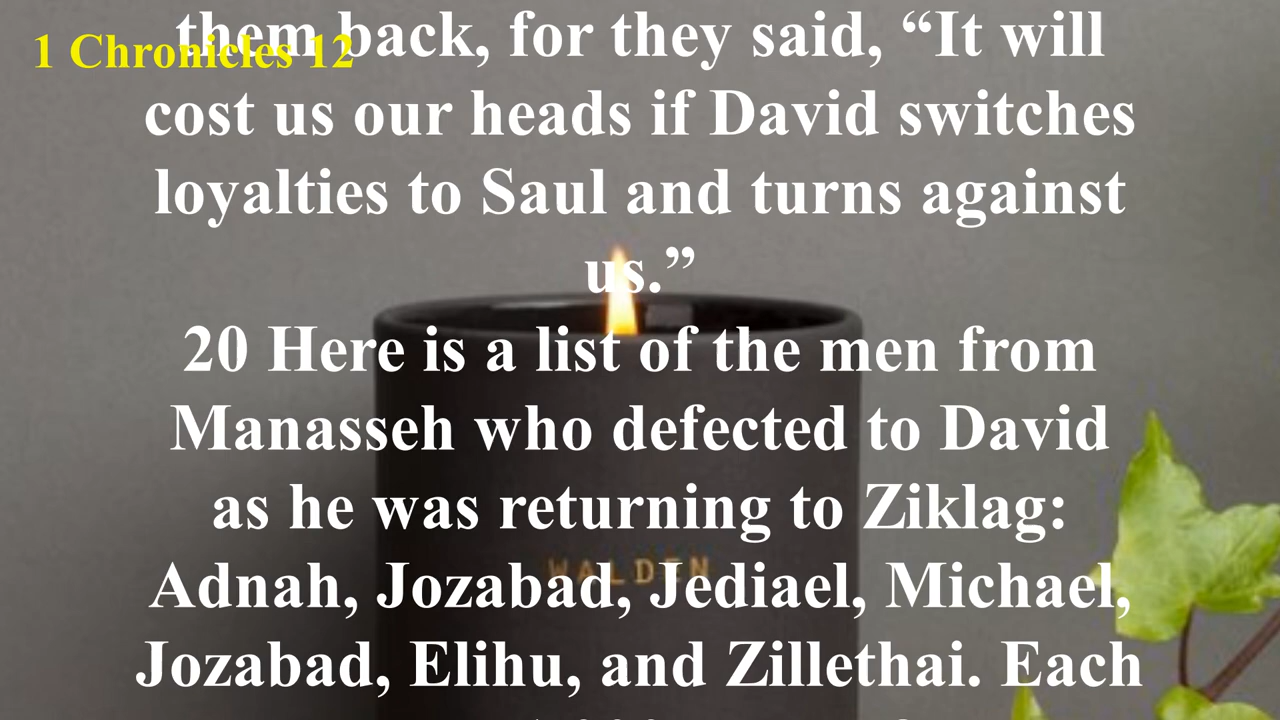 them back, for they said, “It will
1 Chronicles 12
cost us our heads if David switches
loyalties to Saul and turns against
us.”
20 Here is a list of the men from
Manasseh who defected to David
as he was returning to Ziklag:
WALDEN
Adnah, Jozabad, Jediael, Michael,
Jozabad, Elihu, and Zillethai. Each